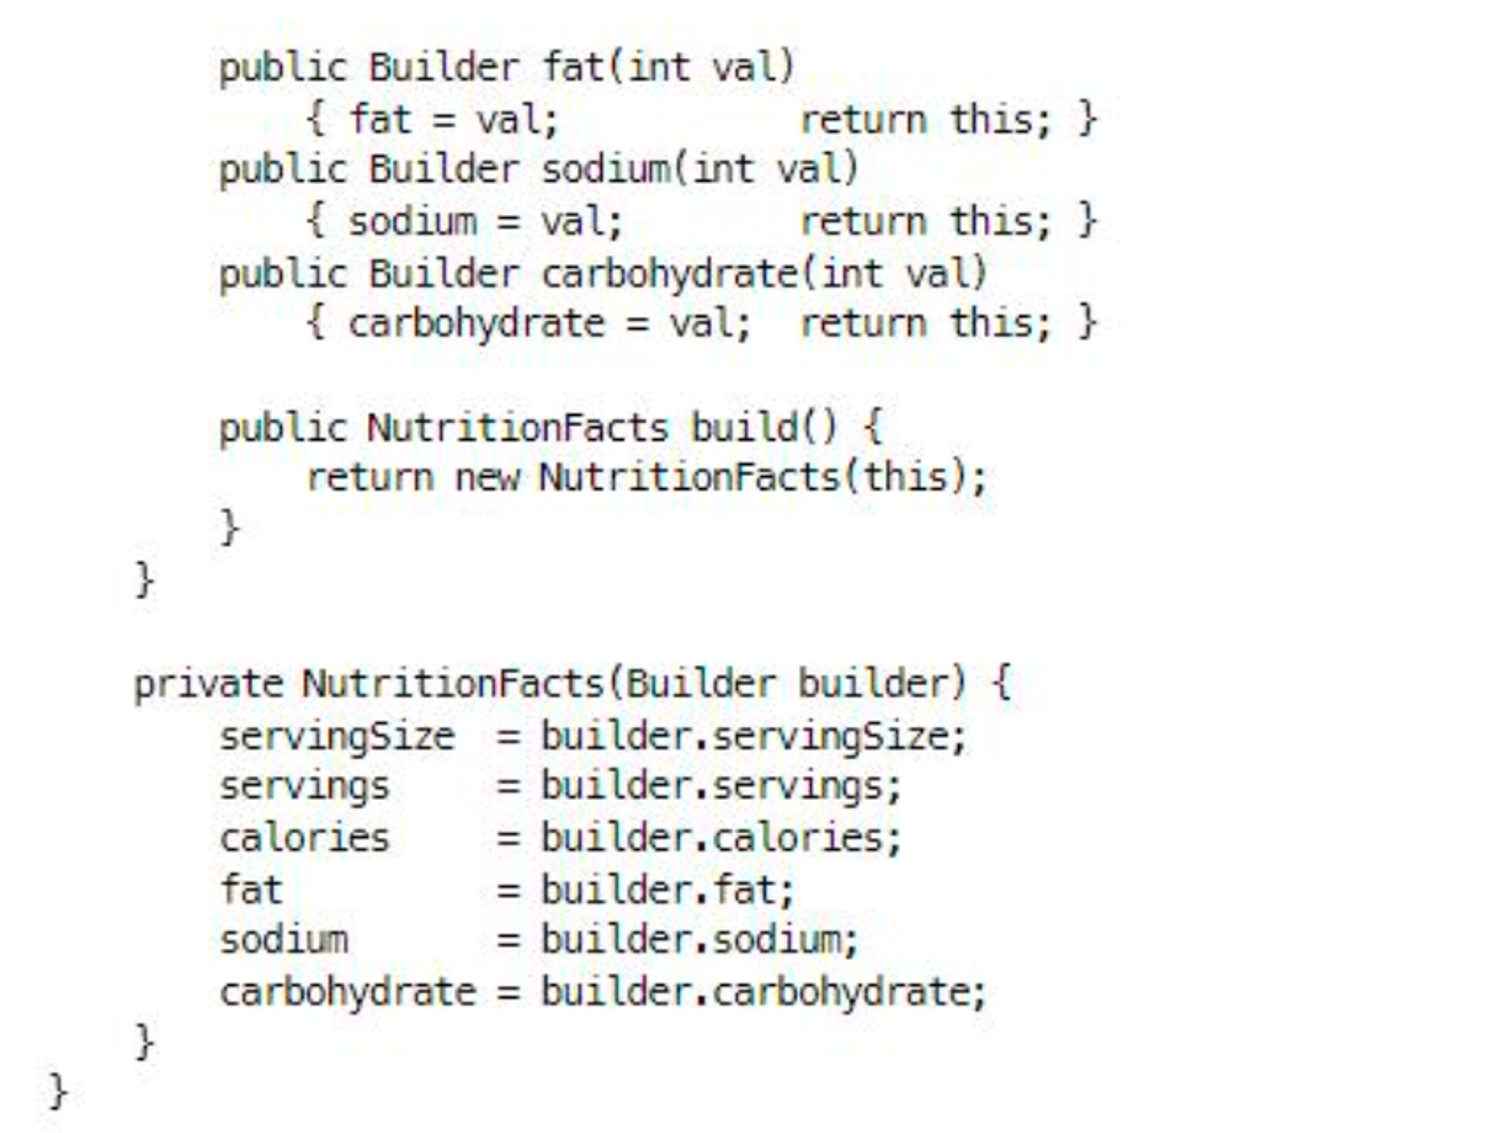 public Builder fat(int val)
{ fat = val; return this; }
public Builder sodium(int val)
{ sodium = val; return this; }
public Builder carbohydrate(int val)
{ carbohydrate = val; return this; }
public NutritionFacts build() {
return new NutritionFacts(this);
}
}
private NutritionFacts(Builder builder) {
servingSize = builder.servingSize;
servings = builder.servings;
calories = builder.calories;
fat = builder.fat;
sodium = builder.sodium;
carbohydrate = builder.carbohydrate;
}
}